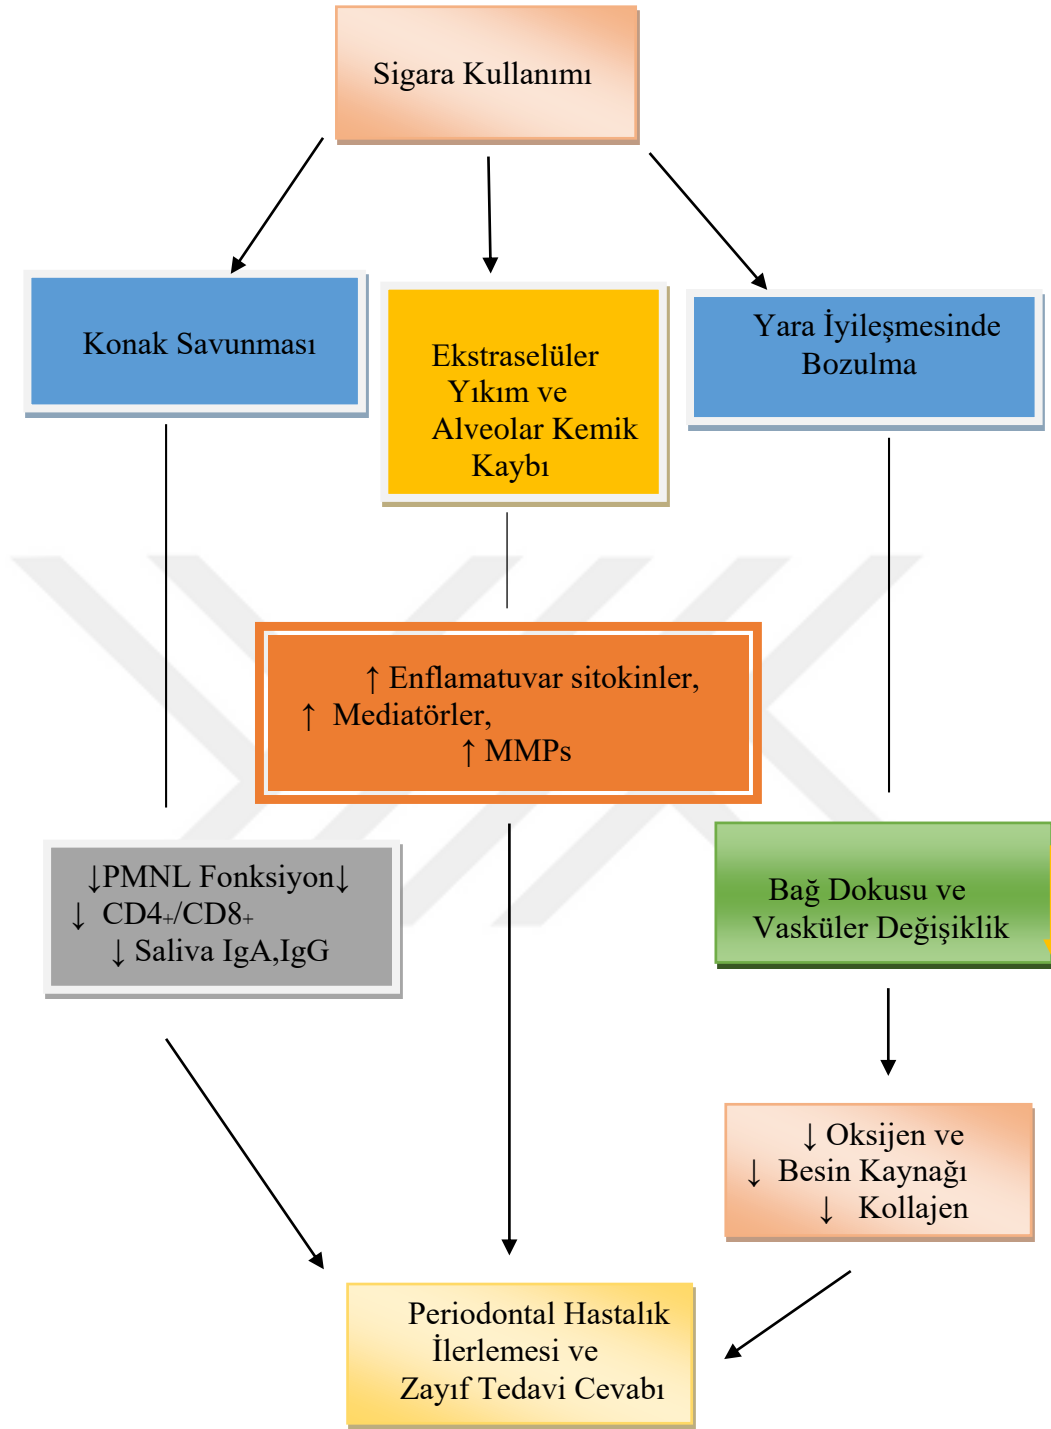 Sigara Kullanımı
Konak Savunması
Ekstraselüler
Yıkım ve
Alveolar Kemik
Kaybı
Yara İyileşmesinde
Bozulma
↑ Enflamatuvar sitokinler,
↑ Mediatörler,
↑ MMPs
↓PMNL Fonksiyon↓
↓ CD4+/CD8+
↓ Saliva IgA,IgG
Bağ Dokusu ve
Vasküler Değişiklik
↓ Oksijen ve
↓ Besin Kaynağı
↓ Kollajen
Periodontal Hastalık
İlerlemesi ve
Zayıf Tedavi Cevabı